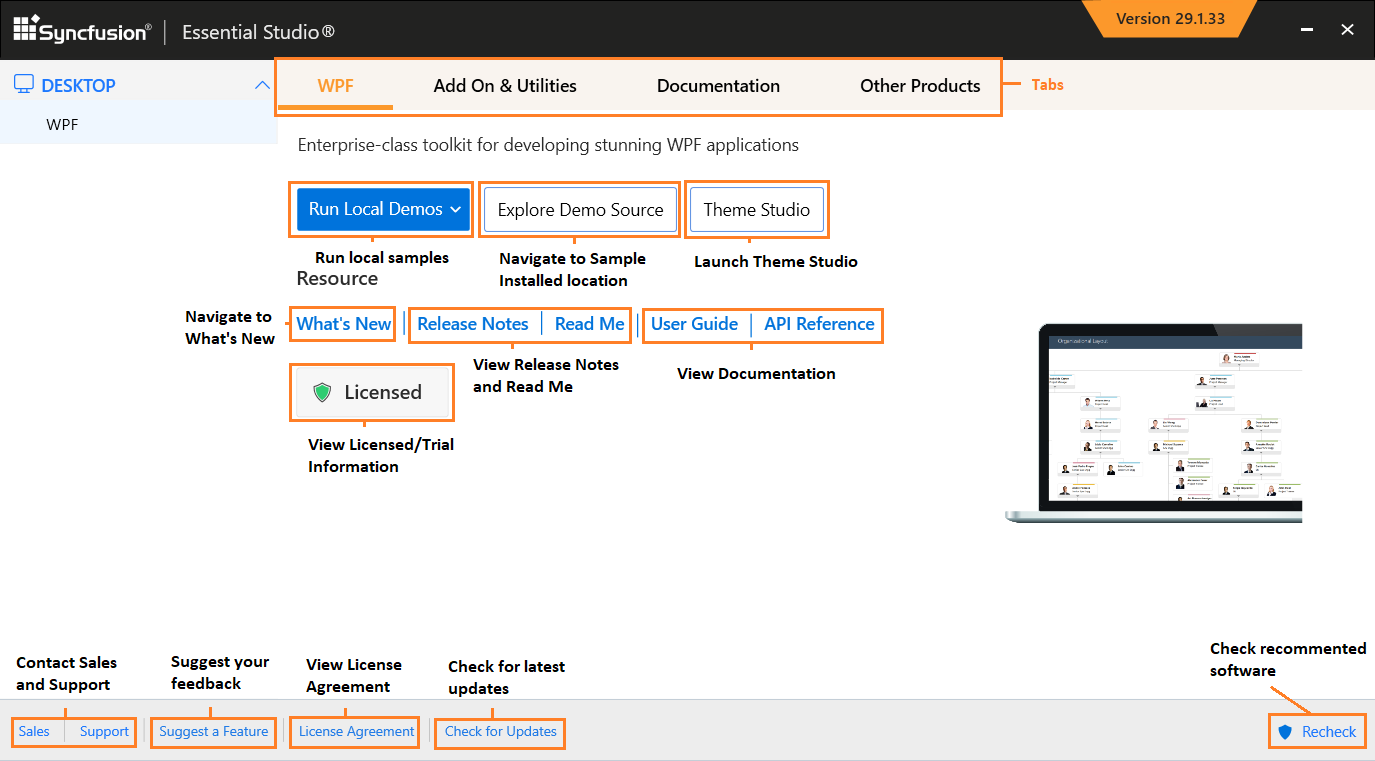 Syncfusion® Essential Studio®
Version 29.1.33
DESKTOP
WPF Add On & Utilities Documentation Other Products Tabs
WPF
Enterprise-class toolkit for developing stunning WPF applications
Run Local Demos Explore Demo Source Theme Studio
Run local samples
Navigate to Sample
Installed location
Launch Theme Studio
Resource
Navigate to
What's New
What's New Release Notes Read Me User Guide API Reference
View Release Notes
and Read Me
View Documentation
Licensed
View Licensed/Trial
Information
Organisational Layout
Contact Sales
and Support
Suggest your
feedback
View License
Agreement
Check for latest
updates
Check recommented
software
Sales Support Suggest a Feature License Agreement Check for Updates Recheck